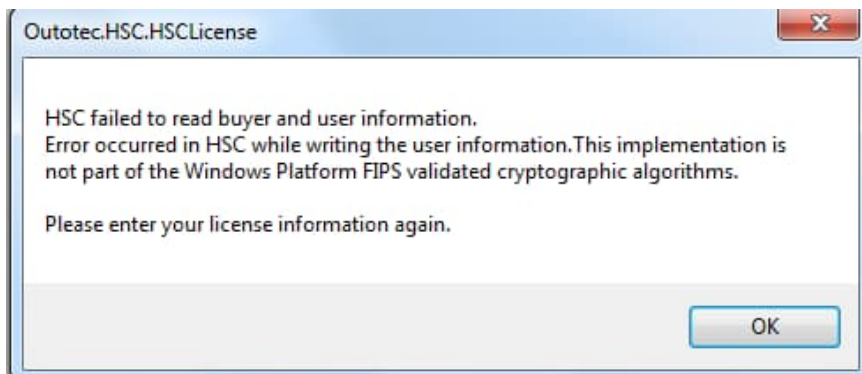 Outotec.HSC.HSCLicense
HSC failed to read buyer and user information.
Error occurred in HSC while writing the user information.This implementation is
not part of the Windows Platform FIPS validated cryptographic algorithms.
Please enter your license information again.
OK